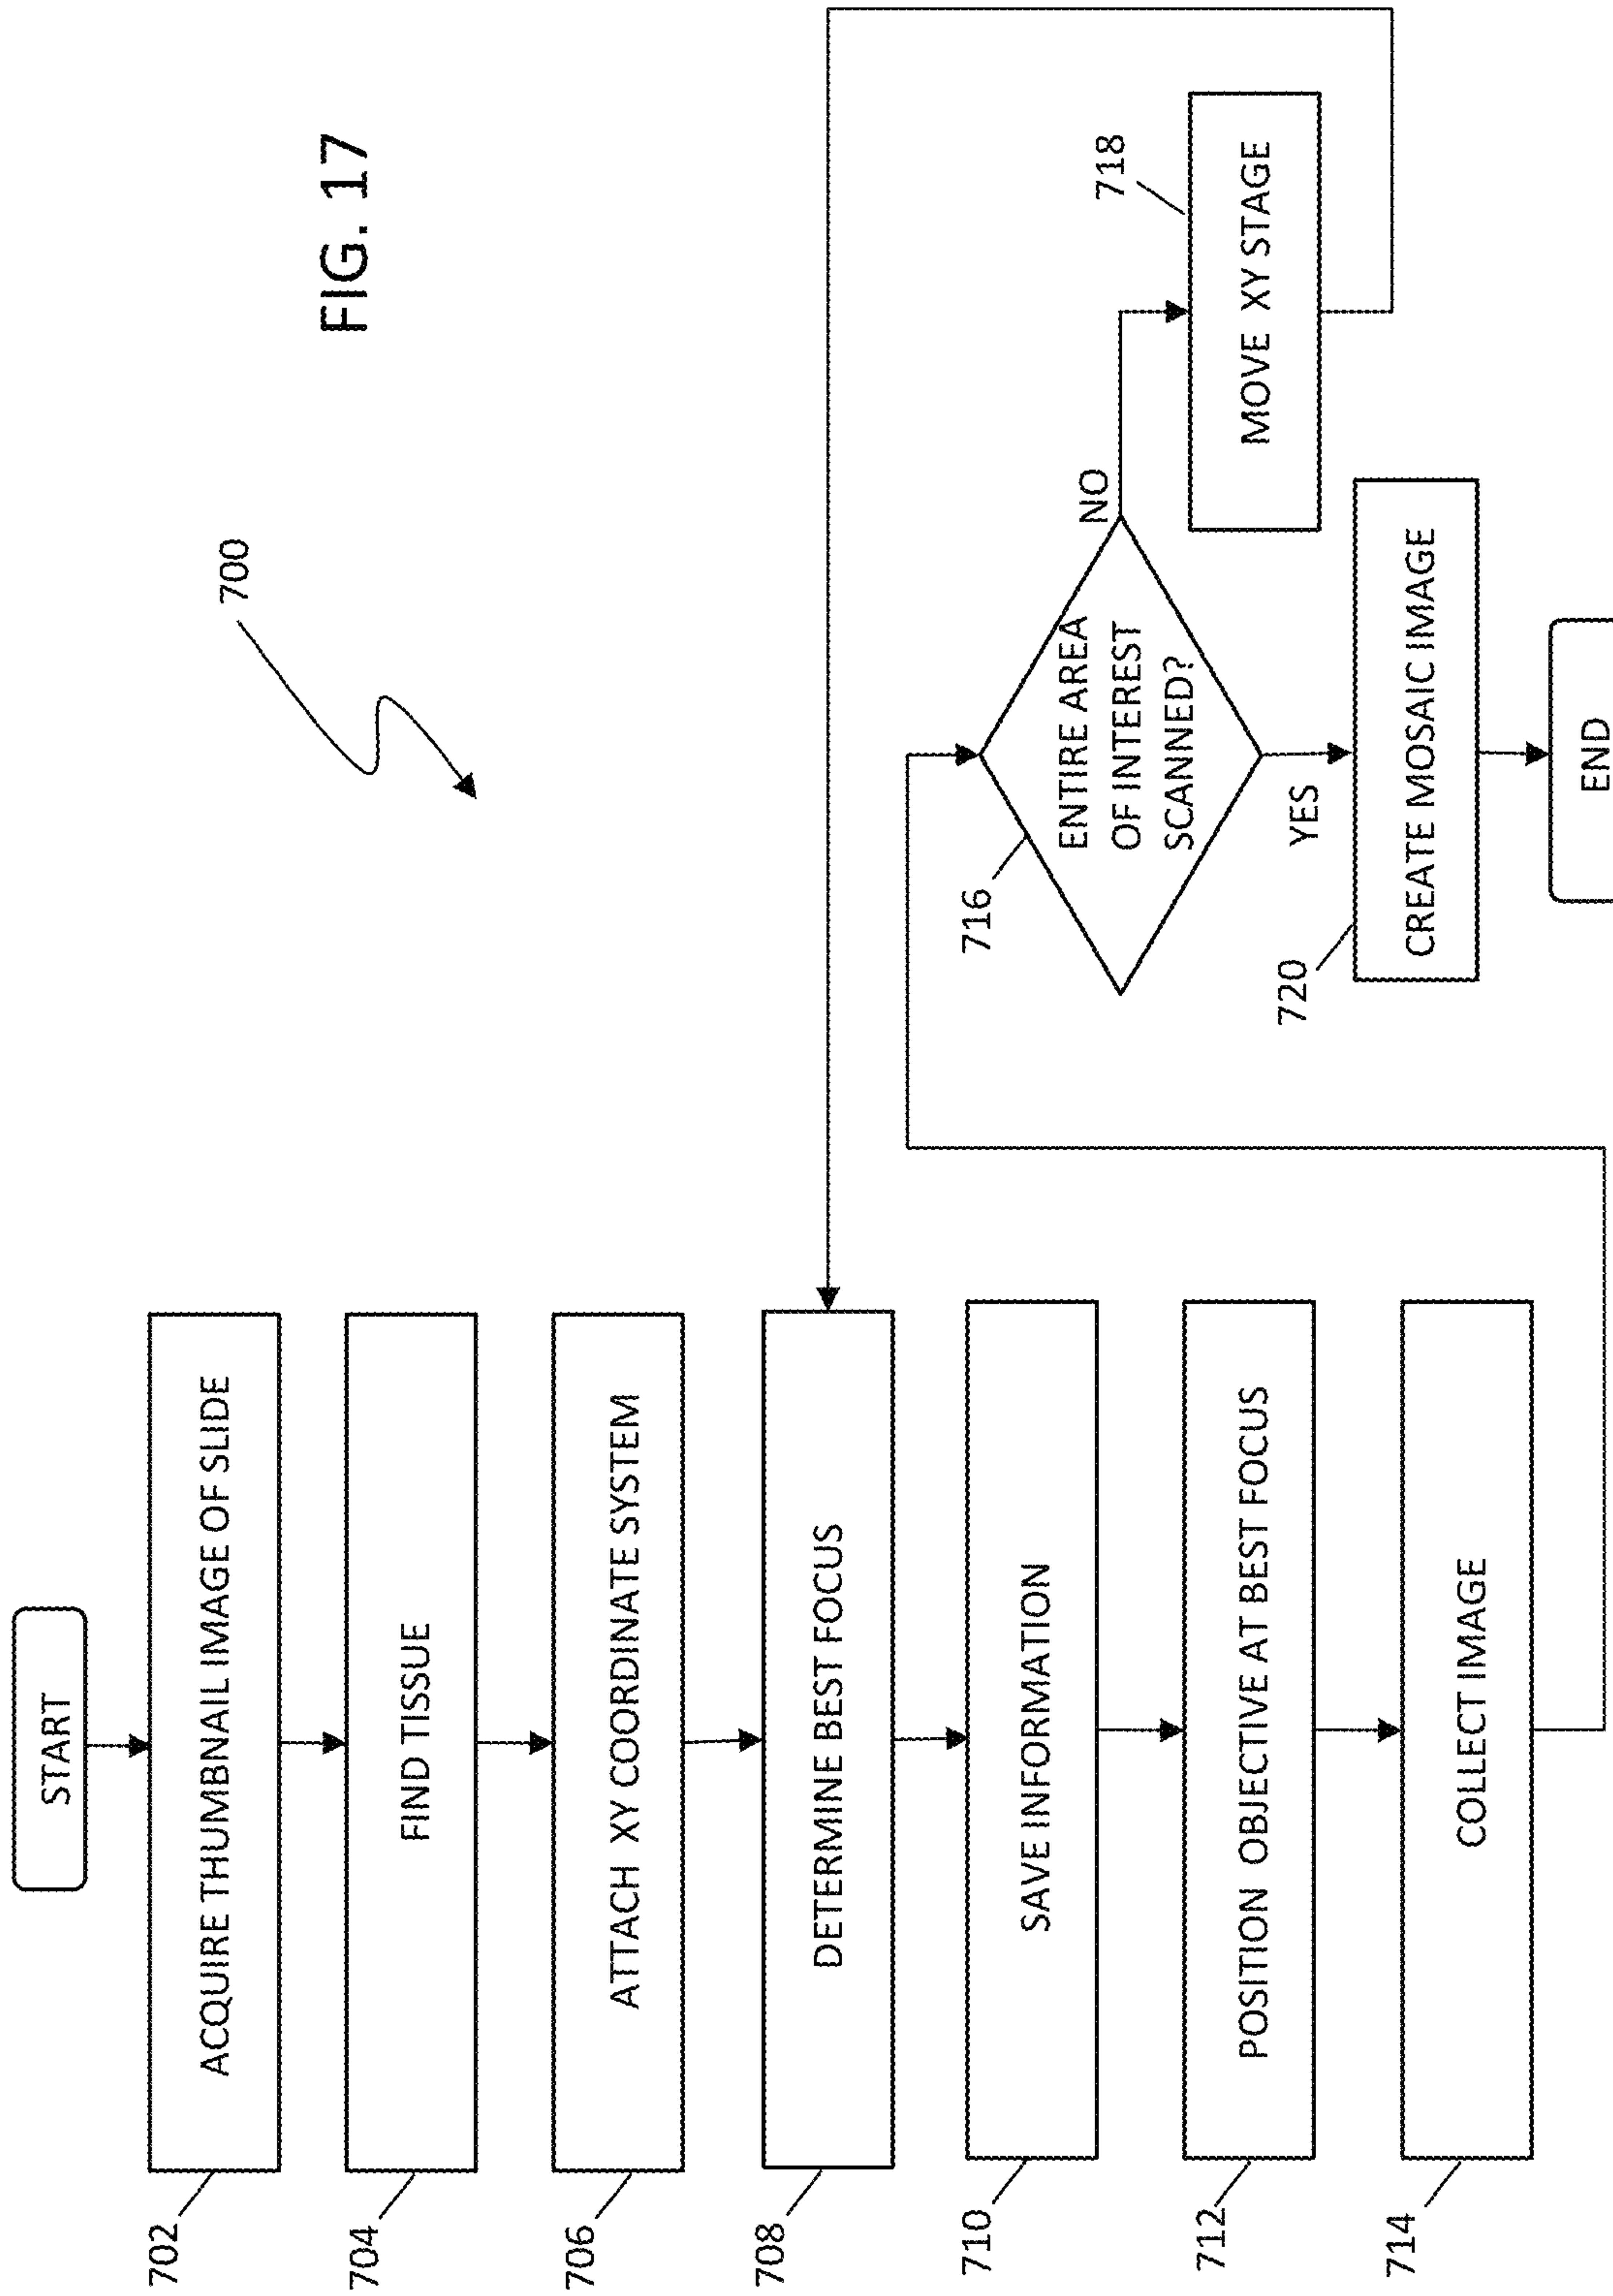 FIG. 17
700
START
702
ACQUIRE THUMBNAIL IMAGE OF SLIDE
704
FIND TISSUE
706
ATTACH XY COORDINATE SYSTEM
708
DETERMINE BEST FOCUS
710
SAVE INFORMATION
712
POSITION OBJECTIVE AT BEST FOCUS
714
COLLECT IMAGE
716
ENTIRE AREA
OF INTEREST
SCANNED?
NO
718
MOVE XY STAGE
YES
720
CREATE MOSAIC IMAGE
END